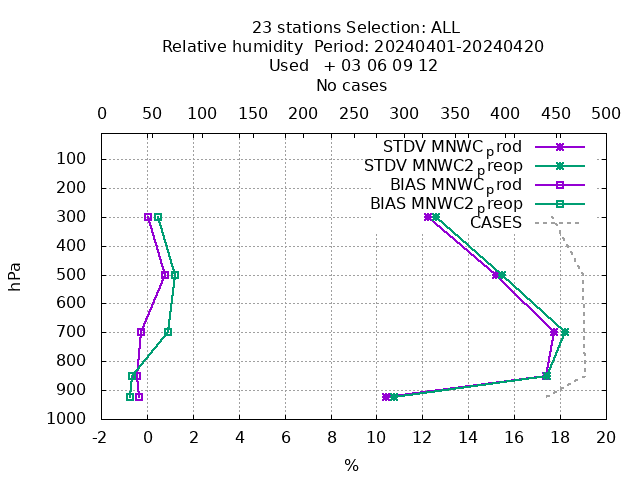 23 stations Selection: ALL
Relative humidity  Period: 20240401-20240420
Used   + 03 06 09 12
No cases
0 50 100 150 200 250 300 350 400 450 500
STDV MNWC_prod
STDV MNWC2_preop
BIAS MNWC_prod
BIAS MNWC2_preop
CASES
100
200
300
400
500
600
700
800
900
1000
hPa
-2 0 2 4 6 8 10 12 14 16 18 20
%